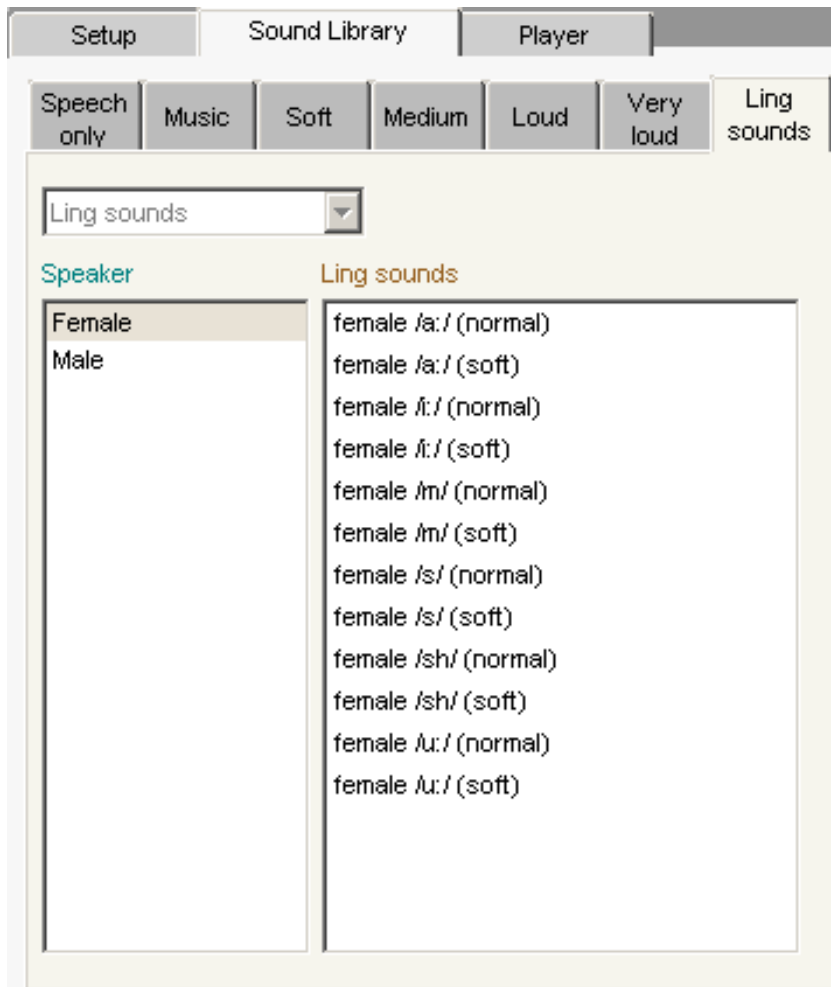 Setup Sound Library Player
Speech only Music Soft Medium Loud Very loud Ling sounds
Ling sounds
Speaker Ling sounds
Female
Male
female /a:/ (normal)
female /a:/ (soft)
female /i:/ (normal)
female /i:/ (soft)
female /m/ (normal)
female /m/ (soft)
female /s/ (normal)
female /s/ (soft)
female /sh/ (normal)
female /sh/ (soft)
female /u:/ (normal)
female /u:/ (soft)